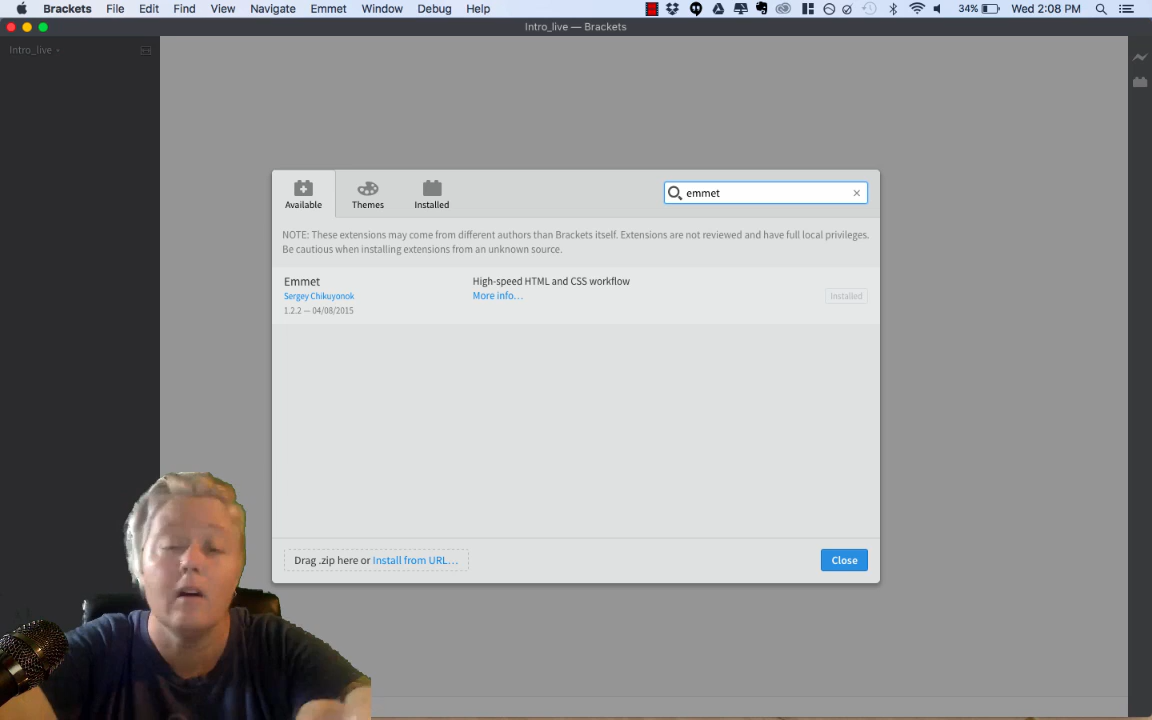 Brackets File Edit Find View Navigate Emmet Window Debug Help 34% Wed 2:08 PM
Intro_live — Brackets
Intro_live
Available Themes Installed emmet
NOTE: These extensions may come from different authors than Brackets itself. Extensions are not reviewed and have full local privileges.
Be cautious when installing extensions from an unknown source.
Emmet High-speed HTML and CSS workflow
Sergey Chikuyonok More info… Installed
1.2.2 — 04/08/2015
Drag .zip here or Install from URL… Close